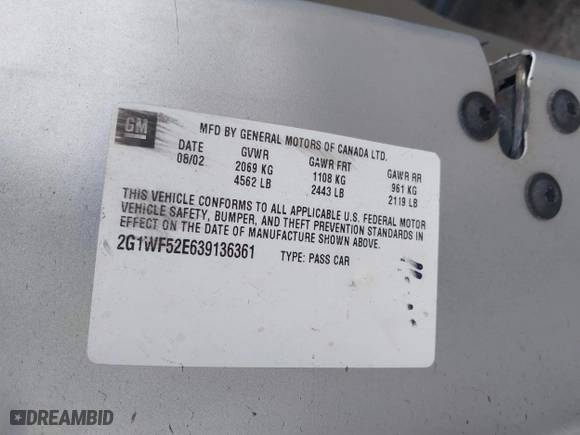 GM
MFD BY GENERAL MOTORS OF CANADA LTD.
DATE GVWR GAWR FRT GAWR RR
08/02 2069 KG 1108 KG 961 KG
4562 LB 2443 LB 2119 LB
THIS VEHICLE CONFORMS TO ALL APPLICABLE U.S. FEDERAL MOTOR
VEHICLE SAFETY, BUMPER, AND THEFT PREVENTION STANDARDS IN
EFFECT ON THE DATE OF MANUFACTURE SHOWN ABOVE.
2G1WF52E639136361 TYPE: PASS CAR
DREAMBID